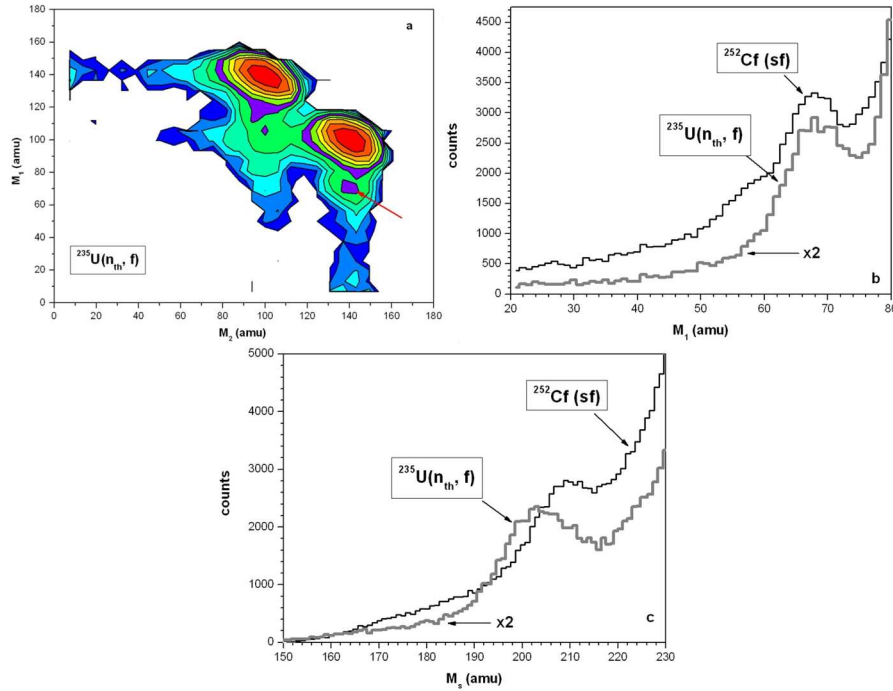 a
180
160
140
120
100
80
60
40
20
0
M1 (amu)
235U(nth, f)
0 20 40 60 80 100 120 140 160 180
M2 (amu)
4500
4000
3500
3000
2500
2000
1500
1000
500
0
counts
252Cf (sf)
235U(nth, f)
x2
b
20 30 40 50 60 70 80
M1 (amu)
5000
4000
3000
2000
1000
0
counts
252Cf (sf)
235U(nth, f)
x2
c
150 160 170 180 190 200 210 220 230
Ms (amu)